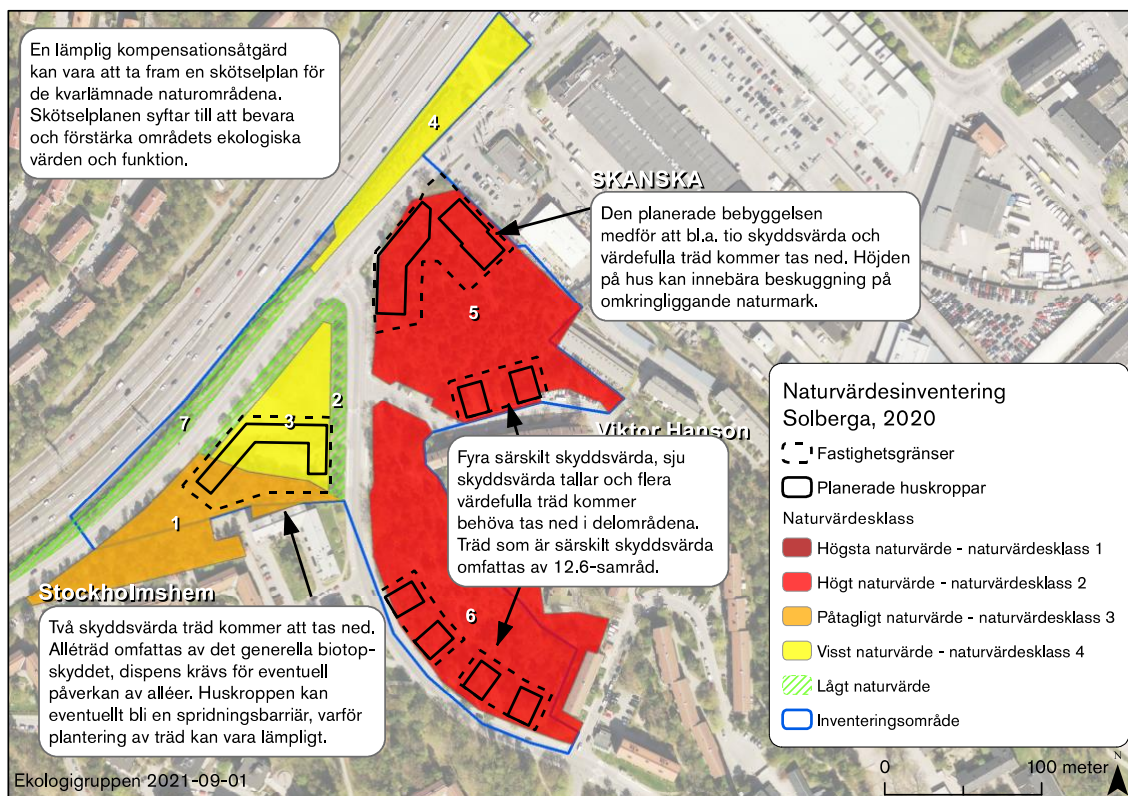 En lämplig kompensationsåtgärd
kan vara att ta fram en skötselplan för
de kvarlämnade naturområdena.
Skötselplanen syftar till att bevara
och förstärka områdets ekologiska
värden och funktion.
4
SKANSKA
Den planerade bebyggelsen
medför att bl.a. tio skyddsvärda och
värdefulla träd kommer tas ned. Höjden
på hus kan innebära beskuggning på
omkringliggande naturmark.
5
7
2
3
1
Viktor Hanson
Fyra särskilt skyddsvärda, sju
skyddsvärda tallar och flera
värdefulla träd kommer
behöva tas ned i delområdena.
Träd som är särskilt skyddsvärda
omfattas av 12.6-samråd.
6
Stockholmshem
Två skyddsvärda träd kommer att tas ned.
Alléträd omfattas av det generella biotop-
skyddet, dispens krävs för eventuell
påverkan av alléer. Huskroppen kan
eventuellt bli en spridningsbarriär, varför
plantering av träd kan vara lämpligt.
Naturvärdesinventering
Solberga, 2020
Fastighetsgränser
Planerade huskroppar
Naturvärdesklass
Högsta naturvärde - naturvärdesklass 1
Högt naturvärde - naturvärdesklass 2
Påtagligt naturvärde - naturvärdesklass 3
Visst naturvärde - naturvärdesklass 4
Lågt naturvärde
Inventeringsområde
Ekologigruppen 2021-09-01
0 100 meter
N